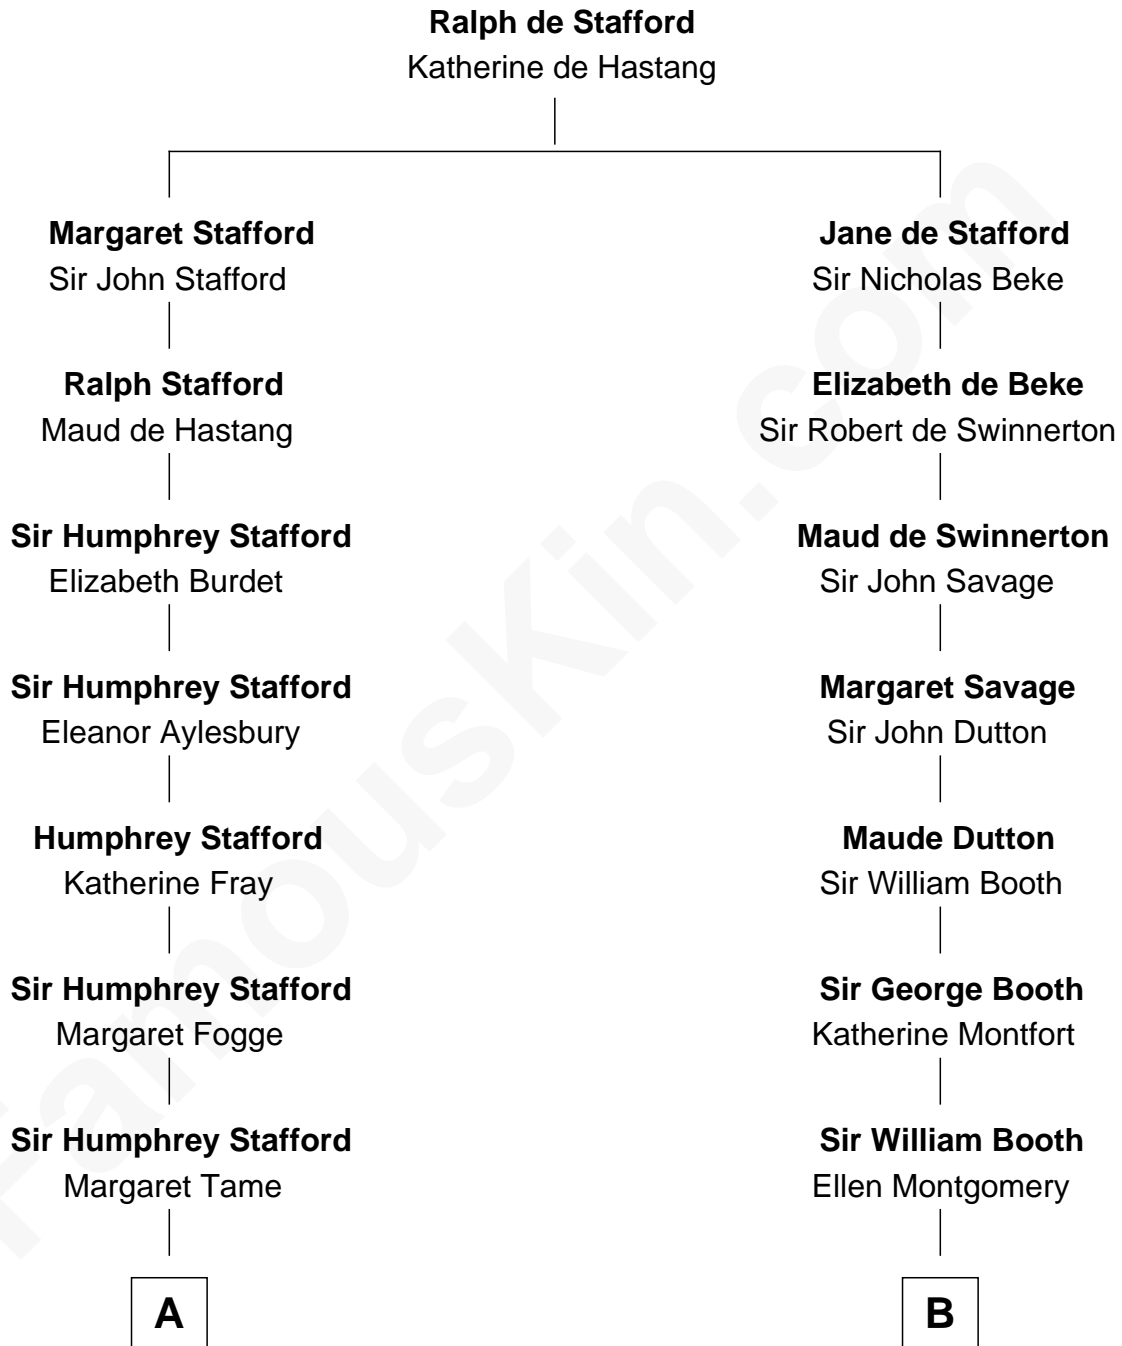 Ralph de Stafford
Katherine de Hastang
Margaret Stafford
Sir John Stafford
Ralph Stafford
Maud de Hastang
Sir Humphrey Stafford
Elizabeth Burdet
Sir Humphrey Stafford
Eleanor Aylesbury
Humphrey Stafford
Katherine Fray
Sir Humphrey Stafford
Margaret Fogge
Sir Humphrey Stafford
Margaret Tame
A
Jane de Stafford
Sir Nicholas Beke
Elizabeth de Beke
Sir Robert de Swinnerton
Maud de Swinnerton
Sir John Savage
Margaret Savage
Sir John Dutton
Maude Dutton
Sir William Booth
Sir George Booth
Katherine Montfort
Sir William Booth
Ellen Montgomery
B
FamousKin.com